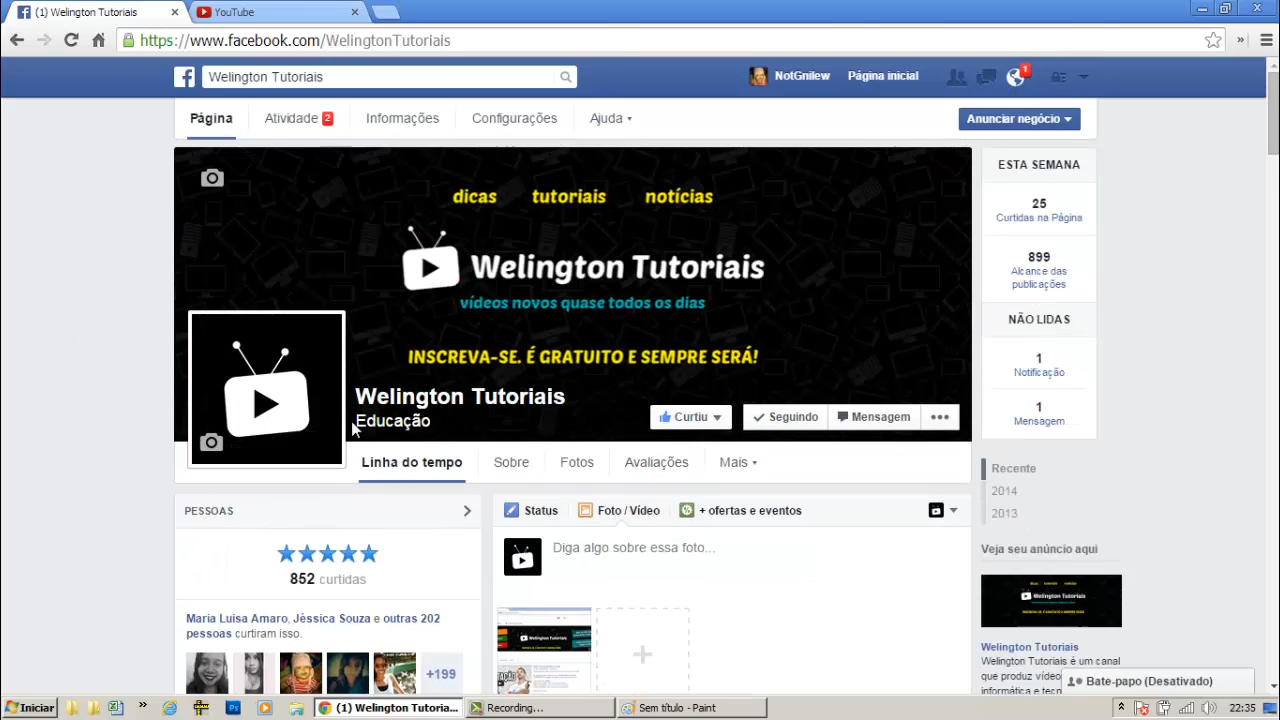 (1) Welington Tutoriais
YouTube
https://www.facebook.com/WelingtonTutoriais
»
Welington Tutoriais
NotGnilew
Página inicial
1
Página
Atividade 2
Informações
Configurações
Ajuda
Anunciar negócio
dicas tutoriais notícias
Welington Tutoriais
vídeos novos quase todos os dias
INSCREVA-SE. É GRATUITO E SEMPRE SERÁ!
Welington Tutoriais
Educação
Curtiu
Seguindo
Mensagem
Linha do tempo
Sobre
Fotos
Avaliações
Mais
ESTA SEMANA
25
Curtidas na Página
899
Alcance das
publicações
NÃO LIDAS
1
Notificação
1
Mensagem
Recente
2014
2013
PESSOAS
852 curtidas
Maria Luisa Amaro, Jéssica Souza e outras 202
pessoas curtiram isso.
+199
Status
Foto / Vídeo
+ ofertas e eventos
Diga algo sobre essa foto...
Veja seu anúncio aqui
Welington Tutoriais
Welington Tutoriais
Welington Tutoriais é um canal
que produz vídeo
informática e tecn
Bate-papo (Desativado)
Iniciar
»
(1) Welington Tutoria...
Recording...
Sem título - Paint
22:35